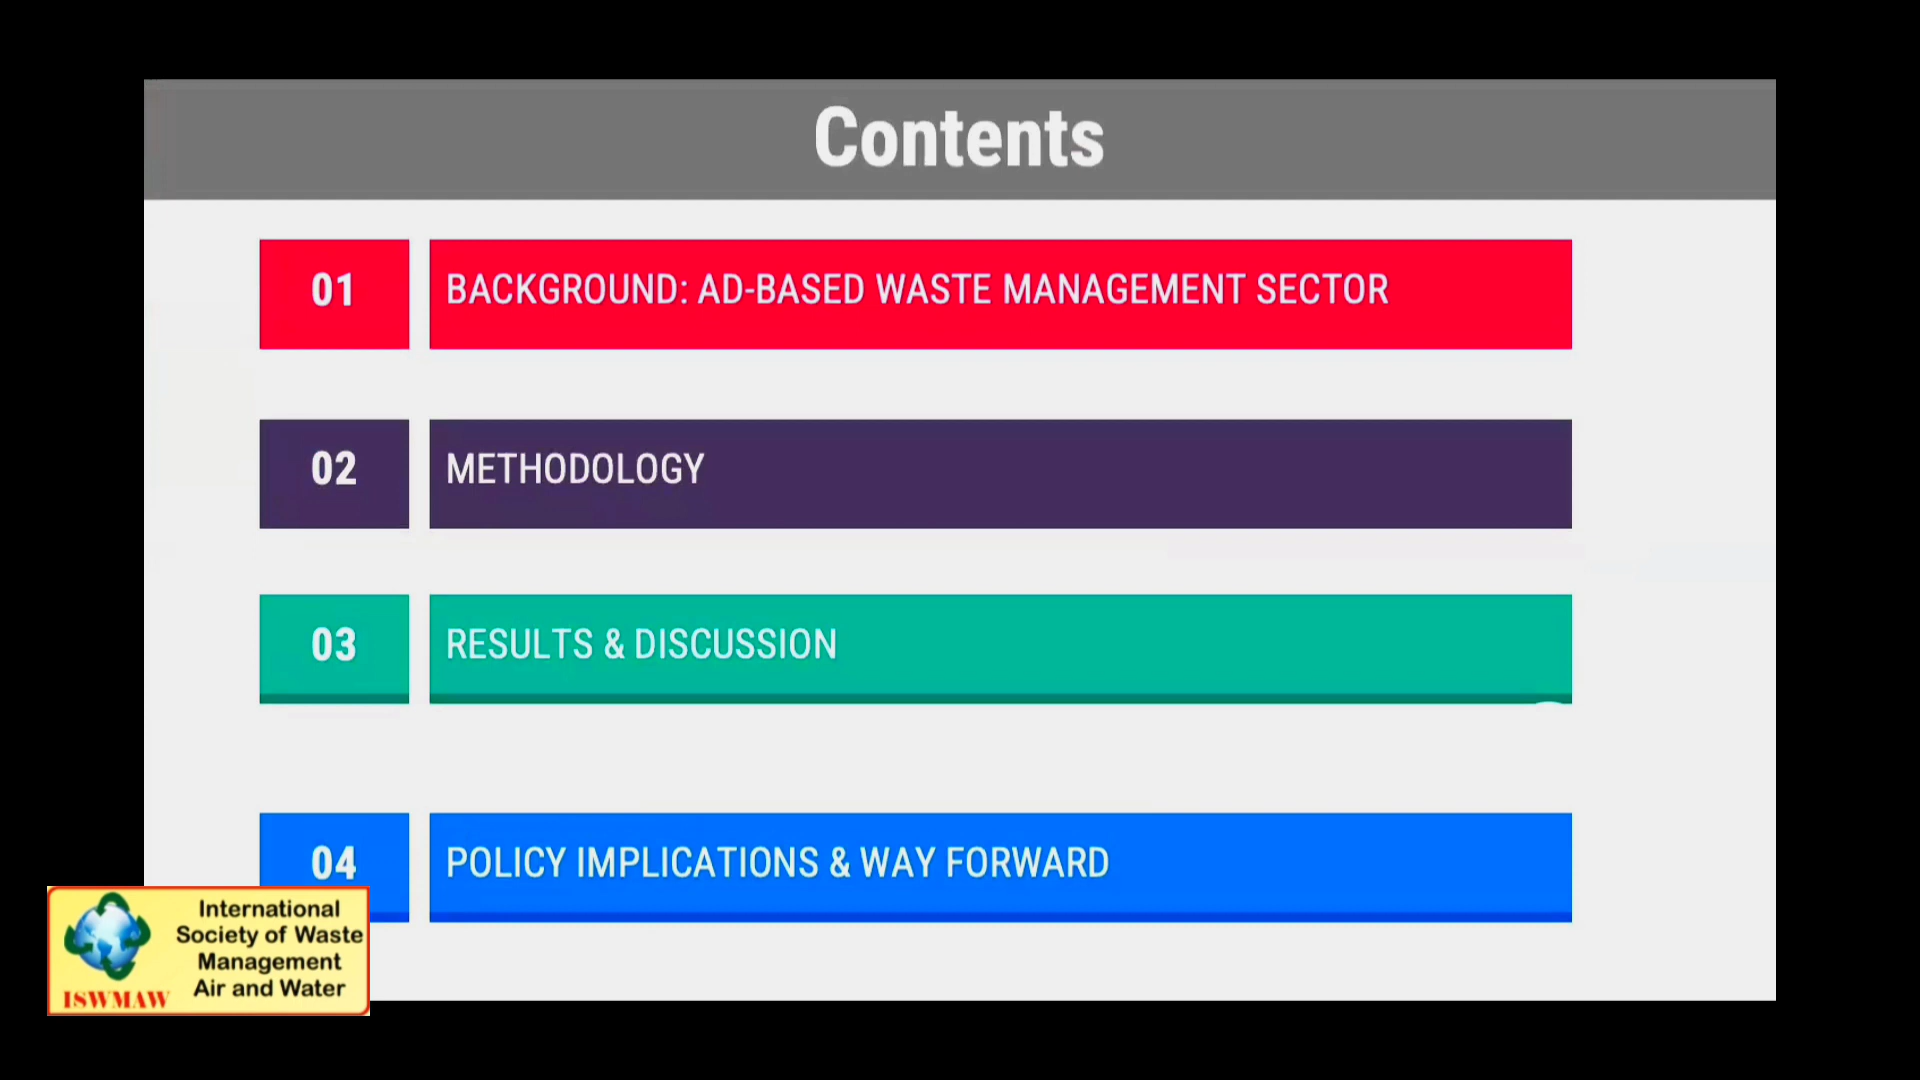 Contents
01
BACKGROUND: AD-BASED WASTE MANAGEMENT SECTOR
02
METHODOLOGY
03
RESULTS & DISCUSSION
04
POLICY IMPLICATIONS & WAY FORWARD
International
Society of Waste
Management
Air and Water
ISWMAW